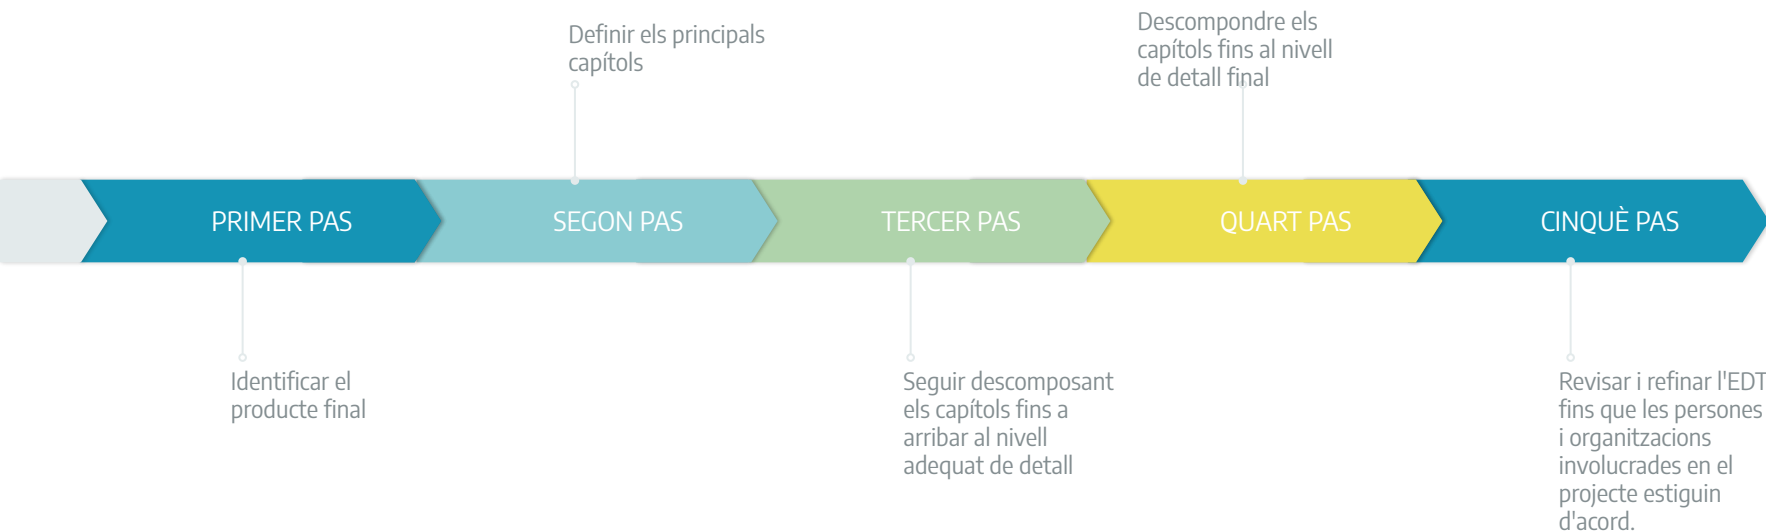 Definir els principals
capítols
Descompondre els
capítols fins al nivell
de detall final
PRIMER PAS
SEGON PAS
TERCER PAS
QUART PAS
CINQUÈ PAS
Identificar el
producte final
Seguir descomposant
els capítols fins a
arribar al nivell
adequat de detall
Revisar i refinar l'EDT
fins que les persones
i organitzacions
involucrades en el
projecte estiguin
d'acord.